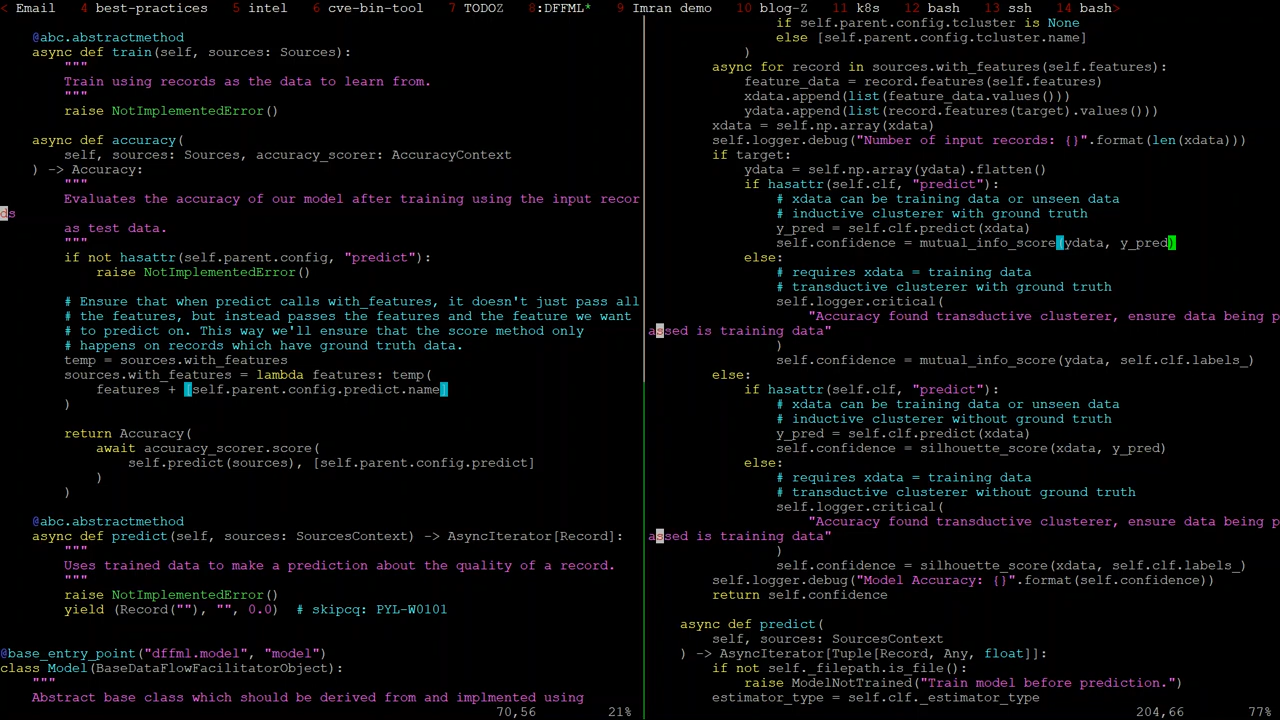 < Email    4 best-practices    5 intel    6 cve-bin-tool    7 TODOZ    8:DFFML*    9 Imran demo    10 blog-Z    11 k8s    12 bash    13 ssh    14 bash>
@abc.abstractmethod
async def train(self, sources: Sources):
"""
Train using records as the data to learn from.
"""
raise NotImplementedError()
async def accuracy(
self, sources: Sources, accuracy_scorer: AccuracyContext
) -> Accuracy:
"""
Evaluates the accuracy of our model after training using the input recor
ds
as test data.
"""
if not hasattr(self.parent.config, "predict"):
raise NotImplementedError()
# Ensure that when predict calls with_features, it doesn't just pass all
# the features, but instead passes the features and the feature we want
# to predict on. This way we'll ensure that the score method only
# happens on records which have ground truth data.
temp = sources.with_features
sources.with_features = lambda features: temp(
features + [self.parent.config.predict.name]
)
return Accuracy(
await accuracy_scorer.score(
self.predict(sources), [self.parent.config.predict]
)
)
@abc.abstractmethod
async def predict(self, sources: SourcesContext) -> AsyncIterator[Record]:
"""
Uses trained data to make a prediction about the quality of a record.
"""
raise NotImplementedError()
yield (Record(""), "", 0.0)  # skipcq: PYL-W0101
@base_entry_point("dffml.model", "model")
class Model(BaseDataFlowFacilitatorObject):
"""
Abstract base class which should be derived from and implmented using
70,56    21%
if self.parent.config.tcluster is None
else [self.parent.config.tcluster.name]
)
async for record in sources.with_features(self.features):
feature_data = record.features(self.features)
xdata.append(list(feature_data.values()))
ydata.append(list(record.features(target).values()))
xdata = self.np.array(xdata)
self.logger.debug("Number of input records: {}".format(len(xdata)))
if target:
ydata = self.np.array(ydata).flatten()
if hasattr(self.clf, "predict"):
# xdata can be training data or unseen data
# inductive clusterer with ground truth
y_pred = self.clf.predict(xdata)
self.confidence = mutual_info_score(ydata, y_pred)
else:
# requires xdata = training data
# transductive clusterer with ground truth
self.logger.critical(
"Accuracy found transductive clusterer, ensure data being p
assed is training data"
)
self.confidence = mutual_info_score(ydata, self.clf.labels_)
else:
if hasattr(self.clf, "predict"):
# xdata can be training data or unseen data
# inductive clusterer without ground truth
y_pred = self.clf.predict(xdata)
self.confidence = silhouette_score(xdata, y_pred)
else:
# requires xdata = training data
# transductive clusterer without ground truth
self.logger.critical(
"Accuracy found transductive clusterer, ensure data being p
assed is training data"
)
self.confidence = silhouette_score(xdata, self.clf.labels_)
self.logger.debug("Model Accuracy: {}".format(self.confidence))
return self.confidence
async def predict(
self, sources: SourcesContext
) -> AsyncIterator[Tuple[Record, Any, float]]:
if not self._filepath.is_file():
raise ModelNotTrained("Train model before prediction.")
estimator_type = self.clf._estimator_type
204,66    77%